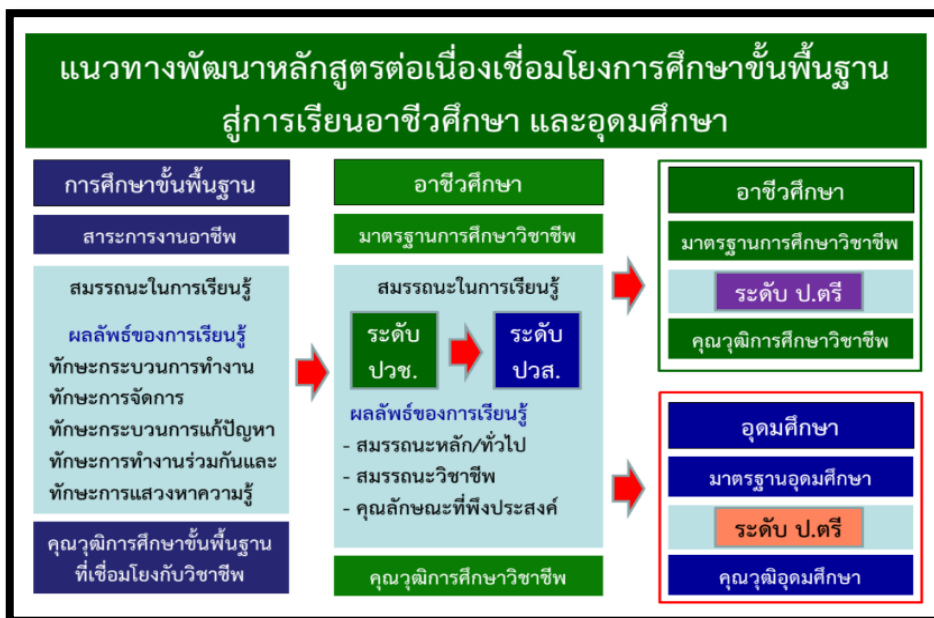 แนวทางพัฒนาหลักสูตรต่อเนื่องเชื่อมโยงการศึกษาขั้นพื้นฐาน
สู่การเรียนอาชีวศึกษา และอุดมศึกษา
การศึกษาขั้นพื้นฐาน
สาระการงานอาชีพ
สมรรถนะในการเรียนรู้
ผลลัพธ์ของการเรียนรู้
ทักษะกระบวนการทำงาน
ทักษะการจัดการ
ทักษะกระบวนการแก้ปัญหา
ทักษะการทำงานร่วมกันและ
ทักษะการแสวงหาความรู้
คุณวุฒิการศึกษาขั้นพื้นฐาน
ที่เชื่อมโยงกับวิชาชีพ
อาชีวศึกษา
มาตรฐานการศึกษาวิชาชีพ
สมรรถนะในการเรียนรู้
ระดับ
ปวช.
ระดับ
ปวส.
ผลลัพธ์ของการเรียนรู้
- สมรรถนะหลัก/ทั่วไป
- สมรรถนะวิชาชีพ
- คุณลักษณะที่พึงประสงค์
คุณวุฒิการศึกษาวิชาชีพ
อาชีวศึกษา
มาตรฐานการศึกษาวิชาชีพ
ระดับ ป.ตรี
คุณวุฒิการศึกษาวิชาชีพ
อุดมศึกษา
มาตรฐานอุดมศึกษา
ระดับ ป.ตรี
คุณวุฒิอุดมศึกษา